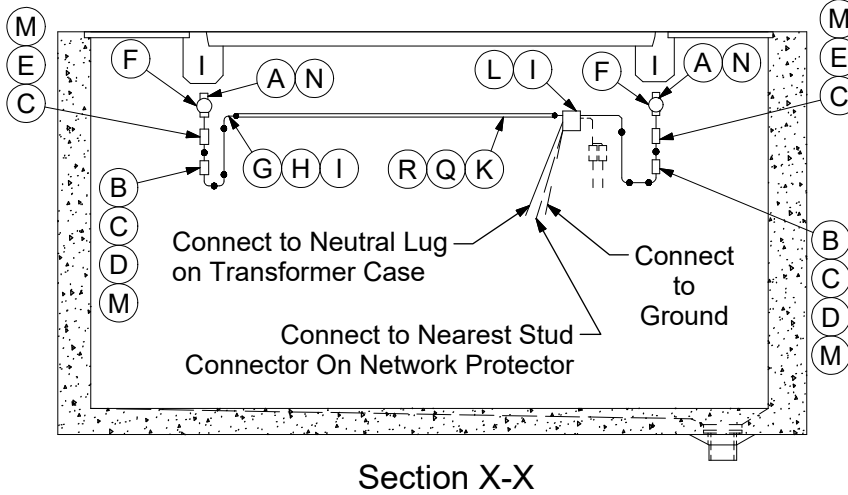 M
E
C
F
I
A N
L I
F
I
A N
M
E
C
G H I
R Q K
B
C
D
M
Connect to Neutral Lug
on Transformer Case
Connect
to
Ground
Connect to Nearest Stud
Connector On Network Protector
B
C
D
M
Section X-X